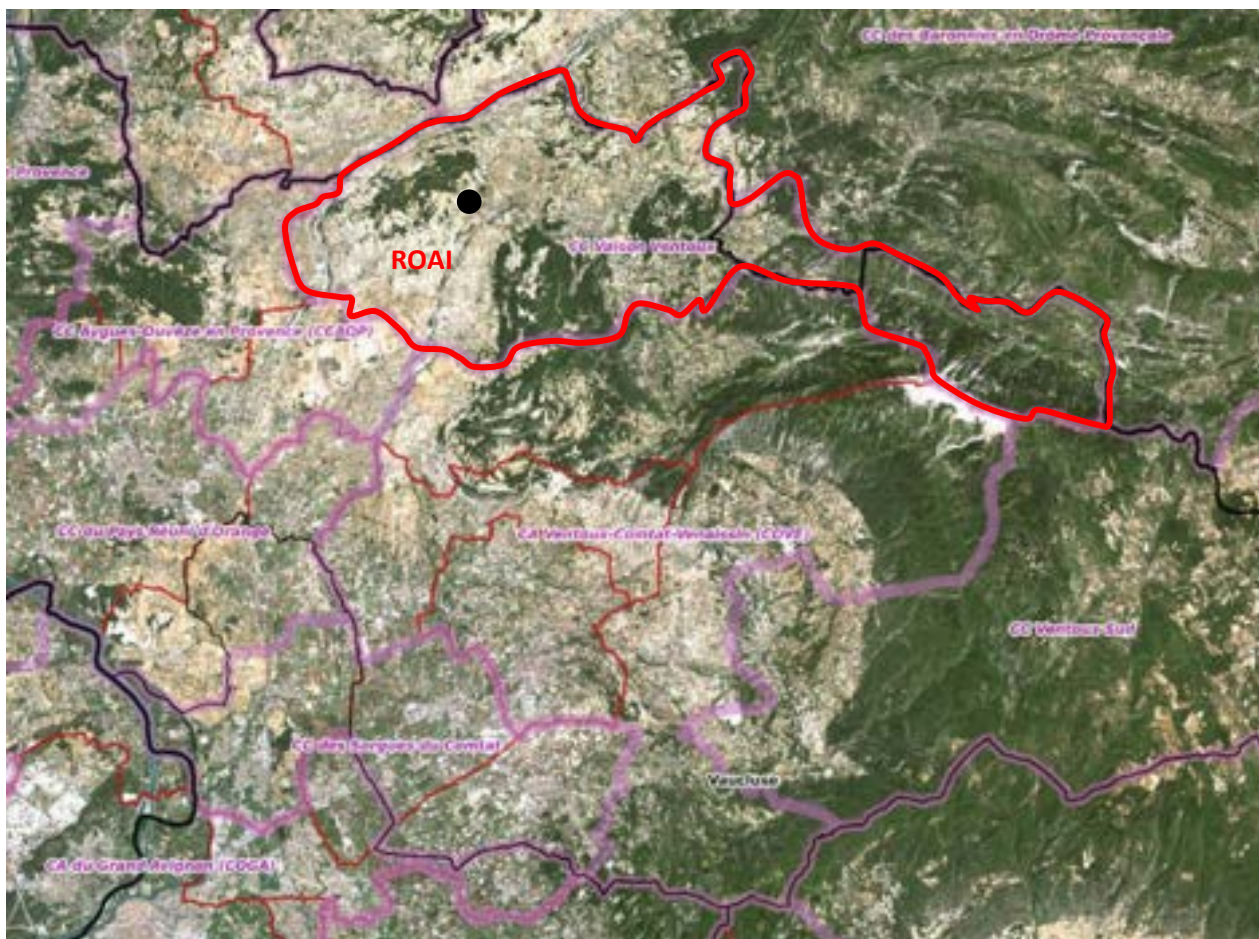 CC des Baronnies en Drôme Provençale
Provence
ROAI
CC Vaison Ventoux
CC Aygues-Ouvèze en Provence (CCAOP)
CC du Pays Réuni d'Orange
CA Ventoux-Comtat-Venaissin (COVE)
CC Ventoux Sud
CC des Sorgues du Comtat
Vaucluse
CA du Grand Avignon (COGA)